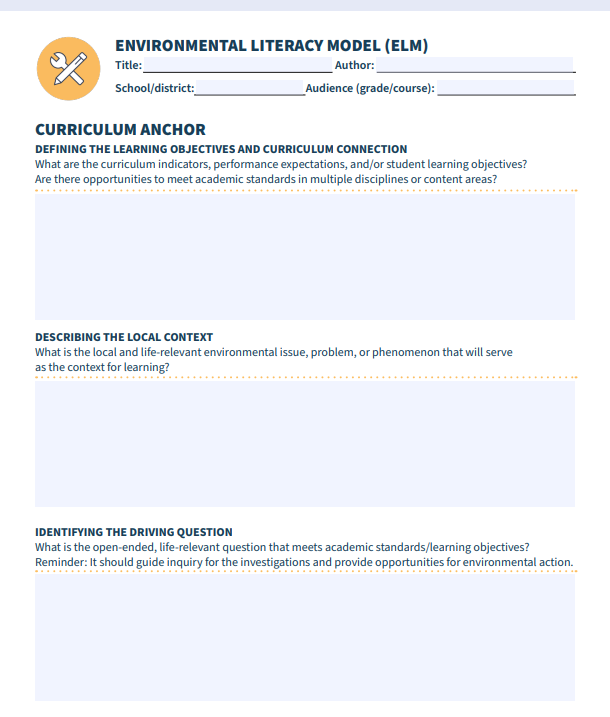 ENVIRONMENTAL LITERACY MODEL (ELM)
Title: Author:
School/district: Audience (grade/course):
CURRICULUM ANCHOR
DEFINING THE LEARNING OBJECTIVES AND CURRICULUM CONNECTION
What are the curriculum indicators, performance expectations, and/or student learning objectives?
Are there opportunities to meet academic standards in multiple disciplines or content areas?
DESCRIBING THE LOCAL CONTEXT
What is the local and life-relevant environmental issue, problem, or phenomenon that will serve
as the context for learning?
IDENTIFYING THE DRIVING QUESTION
What is the open-ended, life-relevant question that meets academic standards/learning objectives?
Reminder: It should guide inquiry for the investigations and provide opportunities for environmental action.